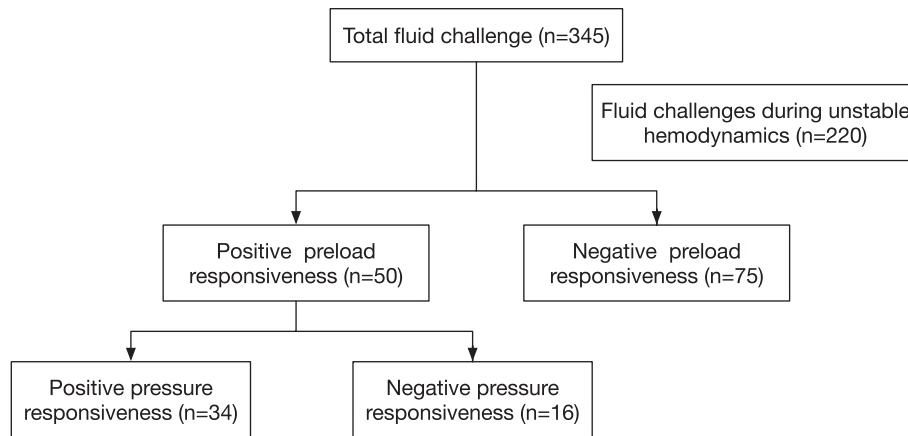 Total fluid challenge (n=345)
Fluid challenges during unstable
hemodynamics (n=220)
Positive preload
responsiveness (n=50)
Negative preload
responsiveness (n=75)
Positive pressure
responsiveness (n=34)
Negative pressure
responsiveness (n=16)